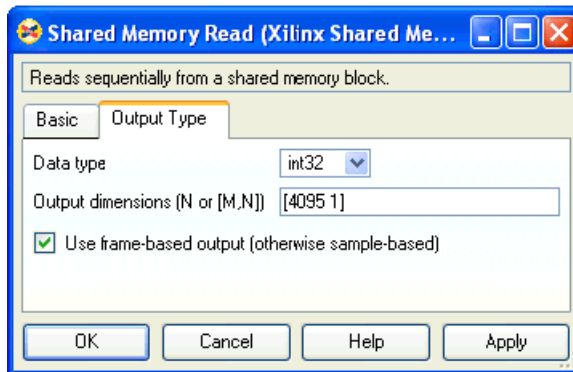 Shared Memory Read (Xilinx Shared Me...
Reads sequentially from a shared memory block.
Basic Output Type
Data type int32
Output dimensions (N or [M,N]) [4095 1]
Use frame-based output (otherwise sample-based)
OK Cancel Help Apply